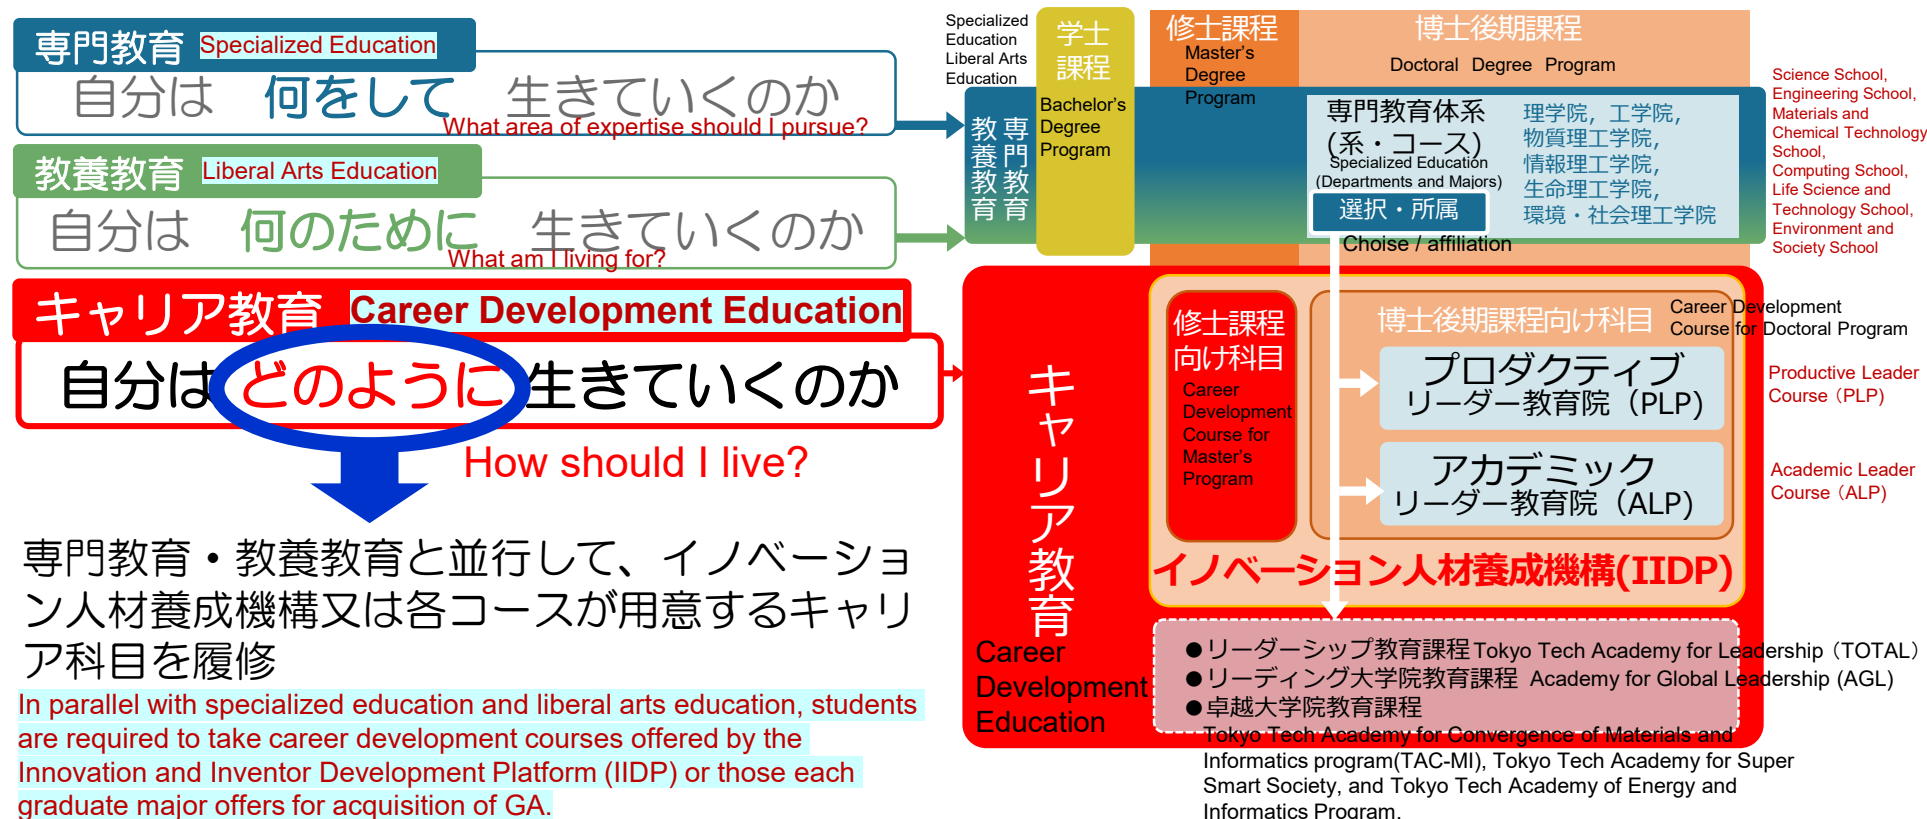 専門教育 Specialized Education
自分は 何をして 生きていくのか
What area of expertise should I pursue?
教養教育 Liberal Arts Education
自分は 何のために 生きていくのか
What am I living for?
キャリア教育 Career Development Education
自分は どのように 生きていくのか
How should I live?
専門教育・教養教育と並行して、イノベーショ
ン人材養成機構又は各コースが用意するキャリ
ア科目を履修
In parallel with specialized education and liberal arts education, students
are required to take career development courses offered by the
Innovation and Inventor Development Platform (IIDP) or those each
graduate major offers for acquisition of GA.
Specialized
Education
Liberal Arts
Education
専門教育
教養教育
学士
課程
Bachelor's
Degree
Program
修士課程
Master's
Degree
Program
博士後期課程
Doctoral Degree Program
専門教育体系
(系・コース)
Specialized Education
(Departments and Majors)
選択・所属
Choise / affiliation
理学院，工学院，
物質理工学院，
情報理工学院，
生命理工学院，
環境・社会理工学院
Science School,
Engineering School,
Materials and
Chemical Technology
School,
Computing School,
Life Science and
Technology School,
Environment and
Society School
キャリア教育
Career
Development
Education
修士課程
向け科目
Career
Development
Course for
Master's
Program
博士後期課程向け科目
Career Development
Course for Doctoral Program
プロダクティブ
リーダー教育院（PLP)
Productive Leader
Course（PLP)
アカデミック
リーダー教育院（ALP)
Academic Leader
Course（ALP)
イノベーション人材養成機構(IIDP)
●リーダーシップ教育課程 Tokyo Tech Academy for Leadership（TOTAL）
●リーディング大学院教育課程 Academy for Global Leadership (AGL)
●卓越大学院教育課程
Tokyo Tech Academy for Convergence of Materials and
Informatics program(TAC-MI), Tokyo Tech Academy for Super
Smart Society, and Tokyo Tech Academy of Energy and
Informatics Program.